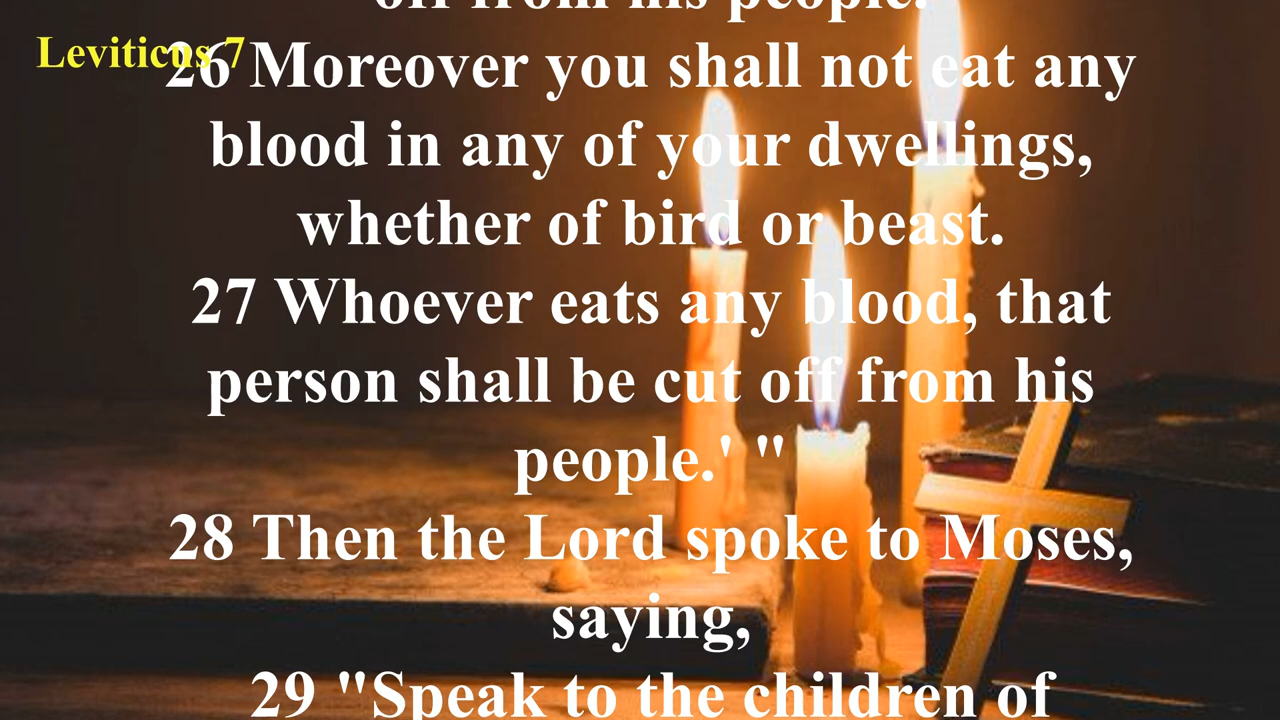 off from his people.
Leviticus 7
26 Moreover you shall not eat any
blood in any of your dwellings,
whether of bird or beast.
27 Whoever eats any blood, that
person shall be cut off from his
people.' "
28 Then the Lord spoke to Moses,
saying,
29 "Speak to the children of